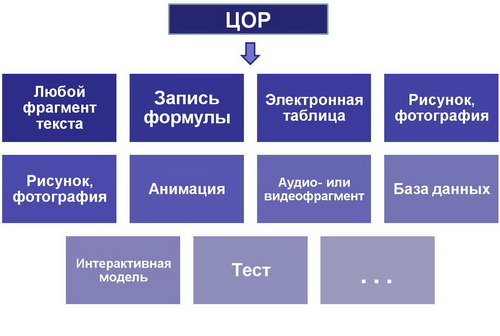 ЦОР
Любой
фрагмент
текста
Запись
формулы
Электронная
таблица
Рисунок,
фотография
Рисунок,
фотография
Анимация
Аудио- или
видеофрагмент
База данных
Интерактивная
модель
Тест
...